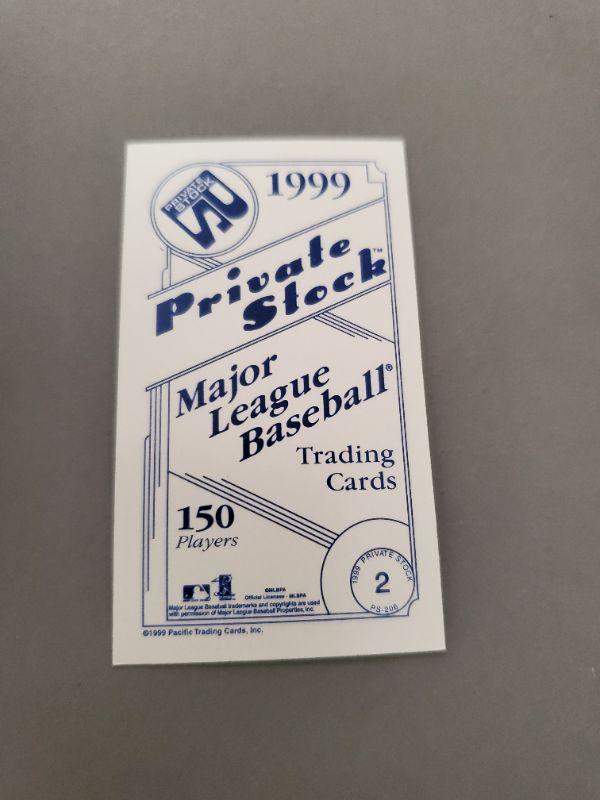 PRIVATE
STOCK
1999
Private
Stock™
Major
League
Baseball®
Trading
Cards
150
Players
1999 PRIVATE STOCK
2
PS-206
©MLBPA
Official Licensee - MLBPA
Major League Baseball trademarks and copyrights are used
with permission of Major League Baseball Properties, Inc.
©1999 Pacific Trading Cards, Inc.